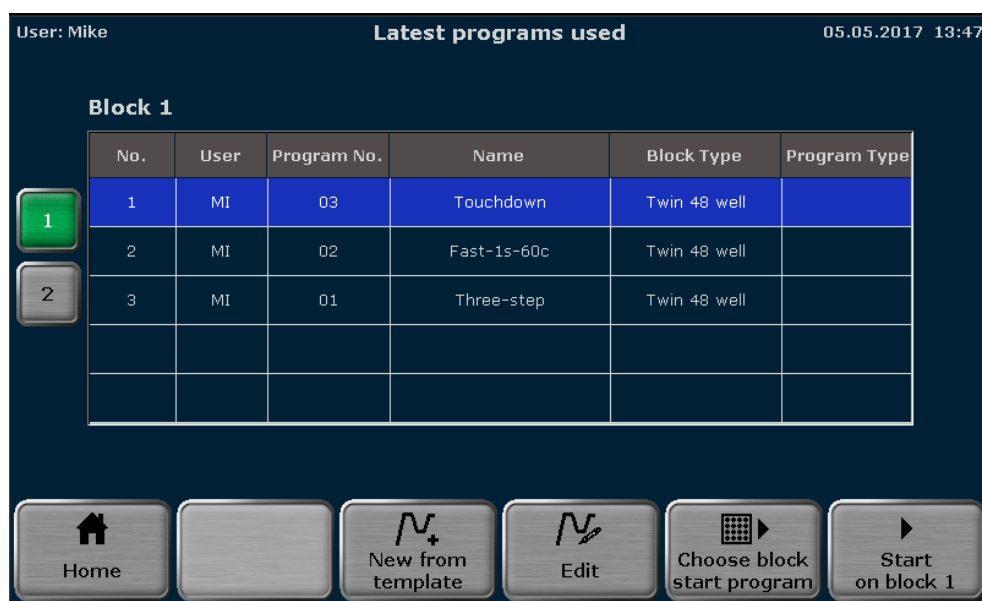 User: Mike Latest programs used 05.05.2017 13:47
Block 1
No. User Program No. Name Block Type Program Type
1 MI 03 Touchdown Twin 48 well
2 MI 02 Fast-1s-60c Twin 48 well
3 MI 01 Three-step Twin 48 well
1
2
Home
New from
template
Edit
Choose block
start program
Start
on block 1